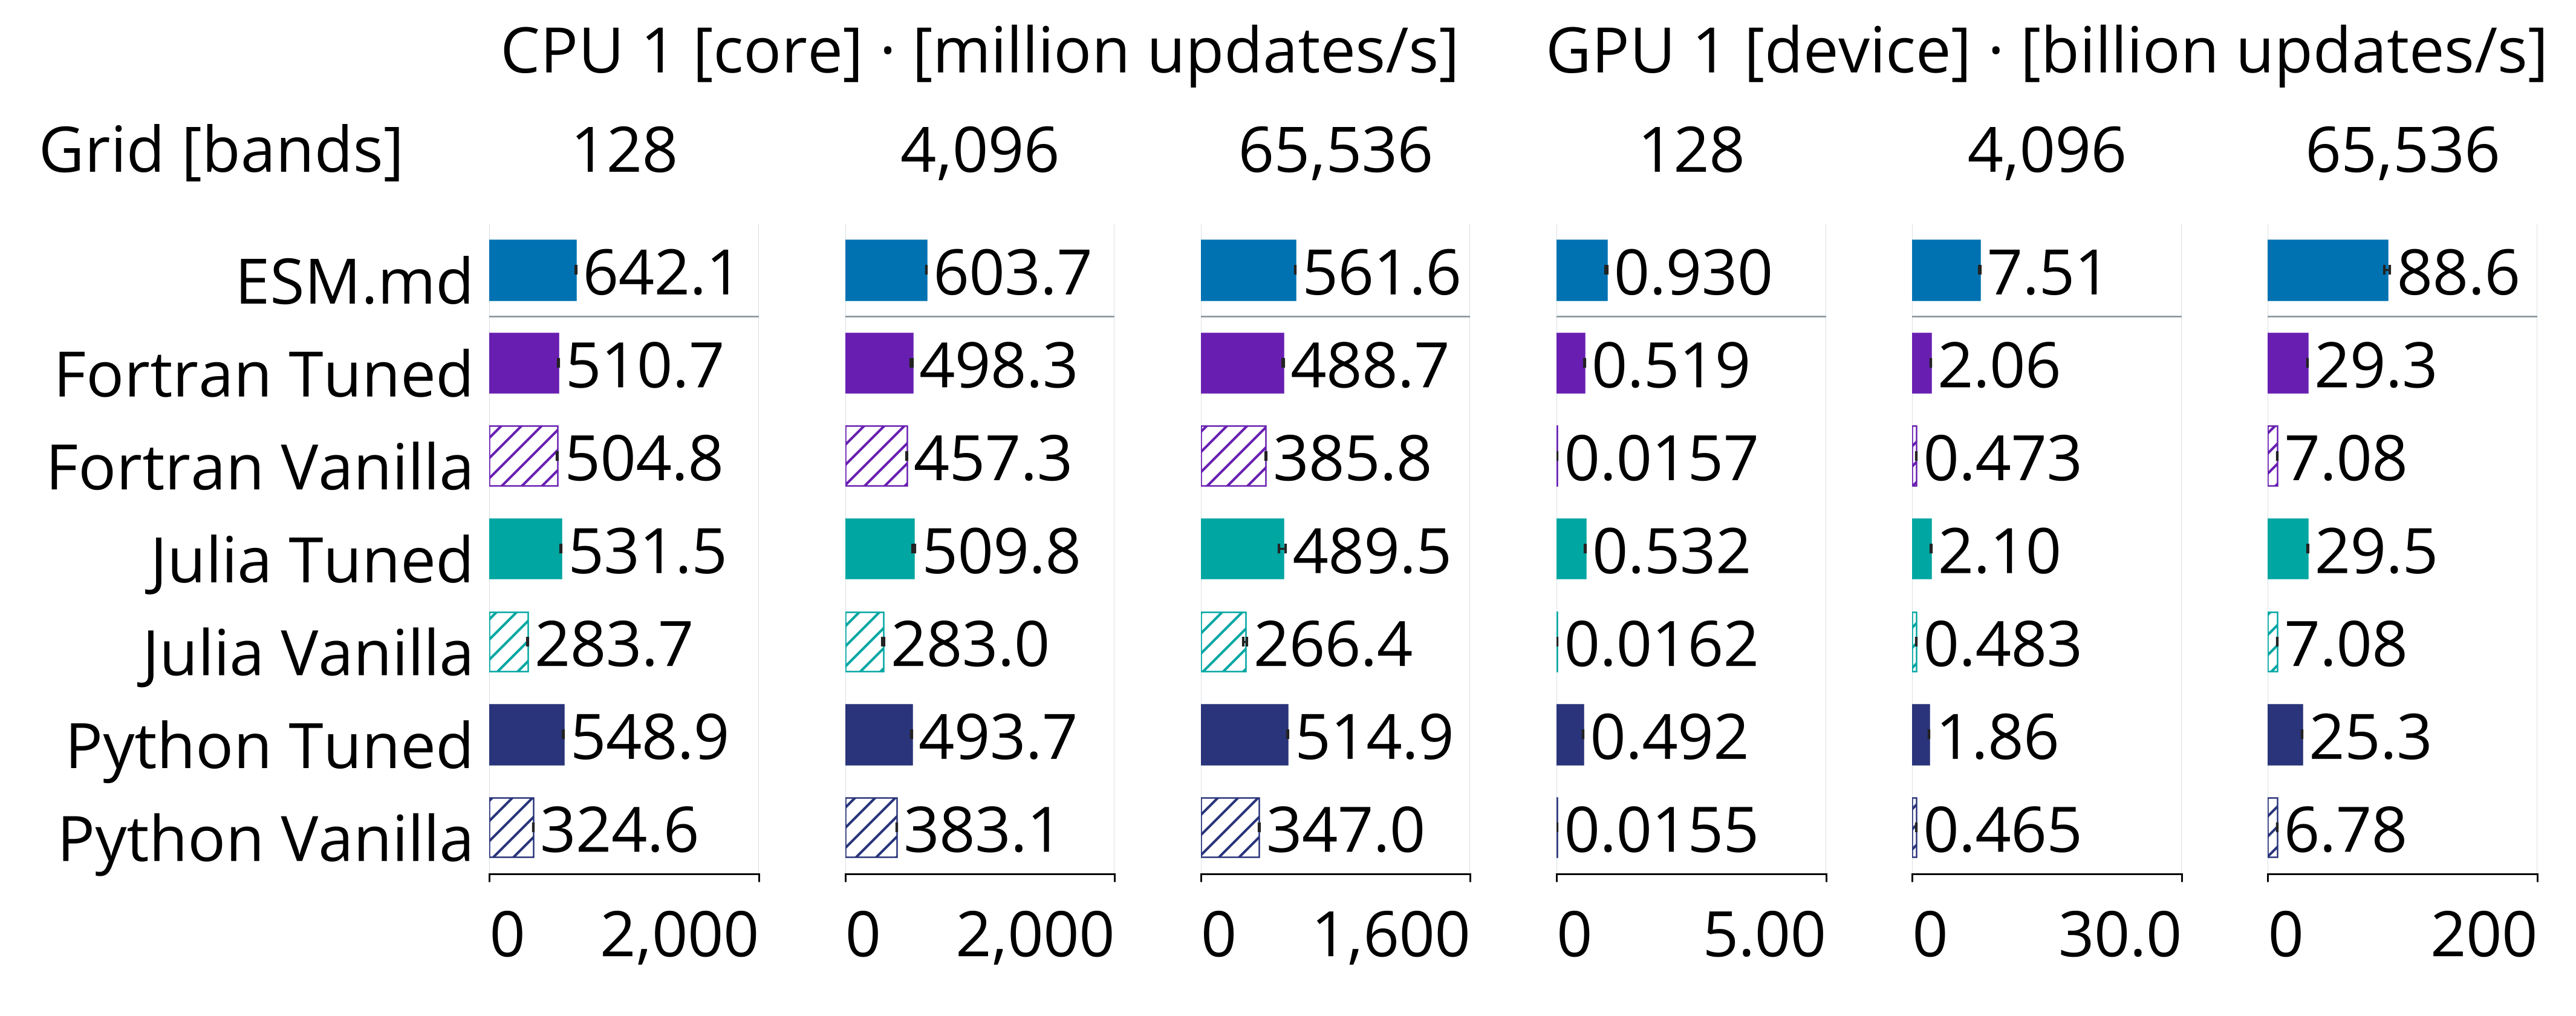 CPU 1 [core] · [million updates/s] GPU 1 [device] · [billion updates/s]
Grid [bands] 128 4,096 65,536 128 4,096 65,536
ESM.md 642.1 603.7 561.6 0.930 7.51 88.6
Fortran Tuned 510.7 498.3 488.7 0.519 2.06 29.3
Fortran Vanilla 504.8 457.3 385.8 0.0157 0.473 7.08
Julia Tuned 531.5 509.8 489.5 0.532 2.10 29.5
Julia Vanilla 283.7 283.0 266.4 0.0162 0.483 7.08
Python Tuned 548.9 493.7 514.9 0.492 1.86 25.3
Python Vanilla 324.6 383.1 347.0 0.0155 0.465 6.78
0 2,000 0 2,000 0 1,600 0 5.00 0 30.0 0 200